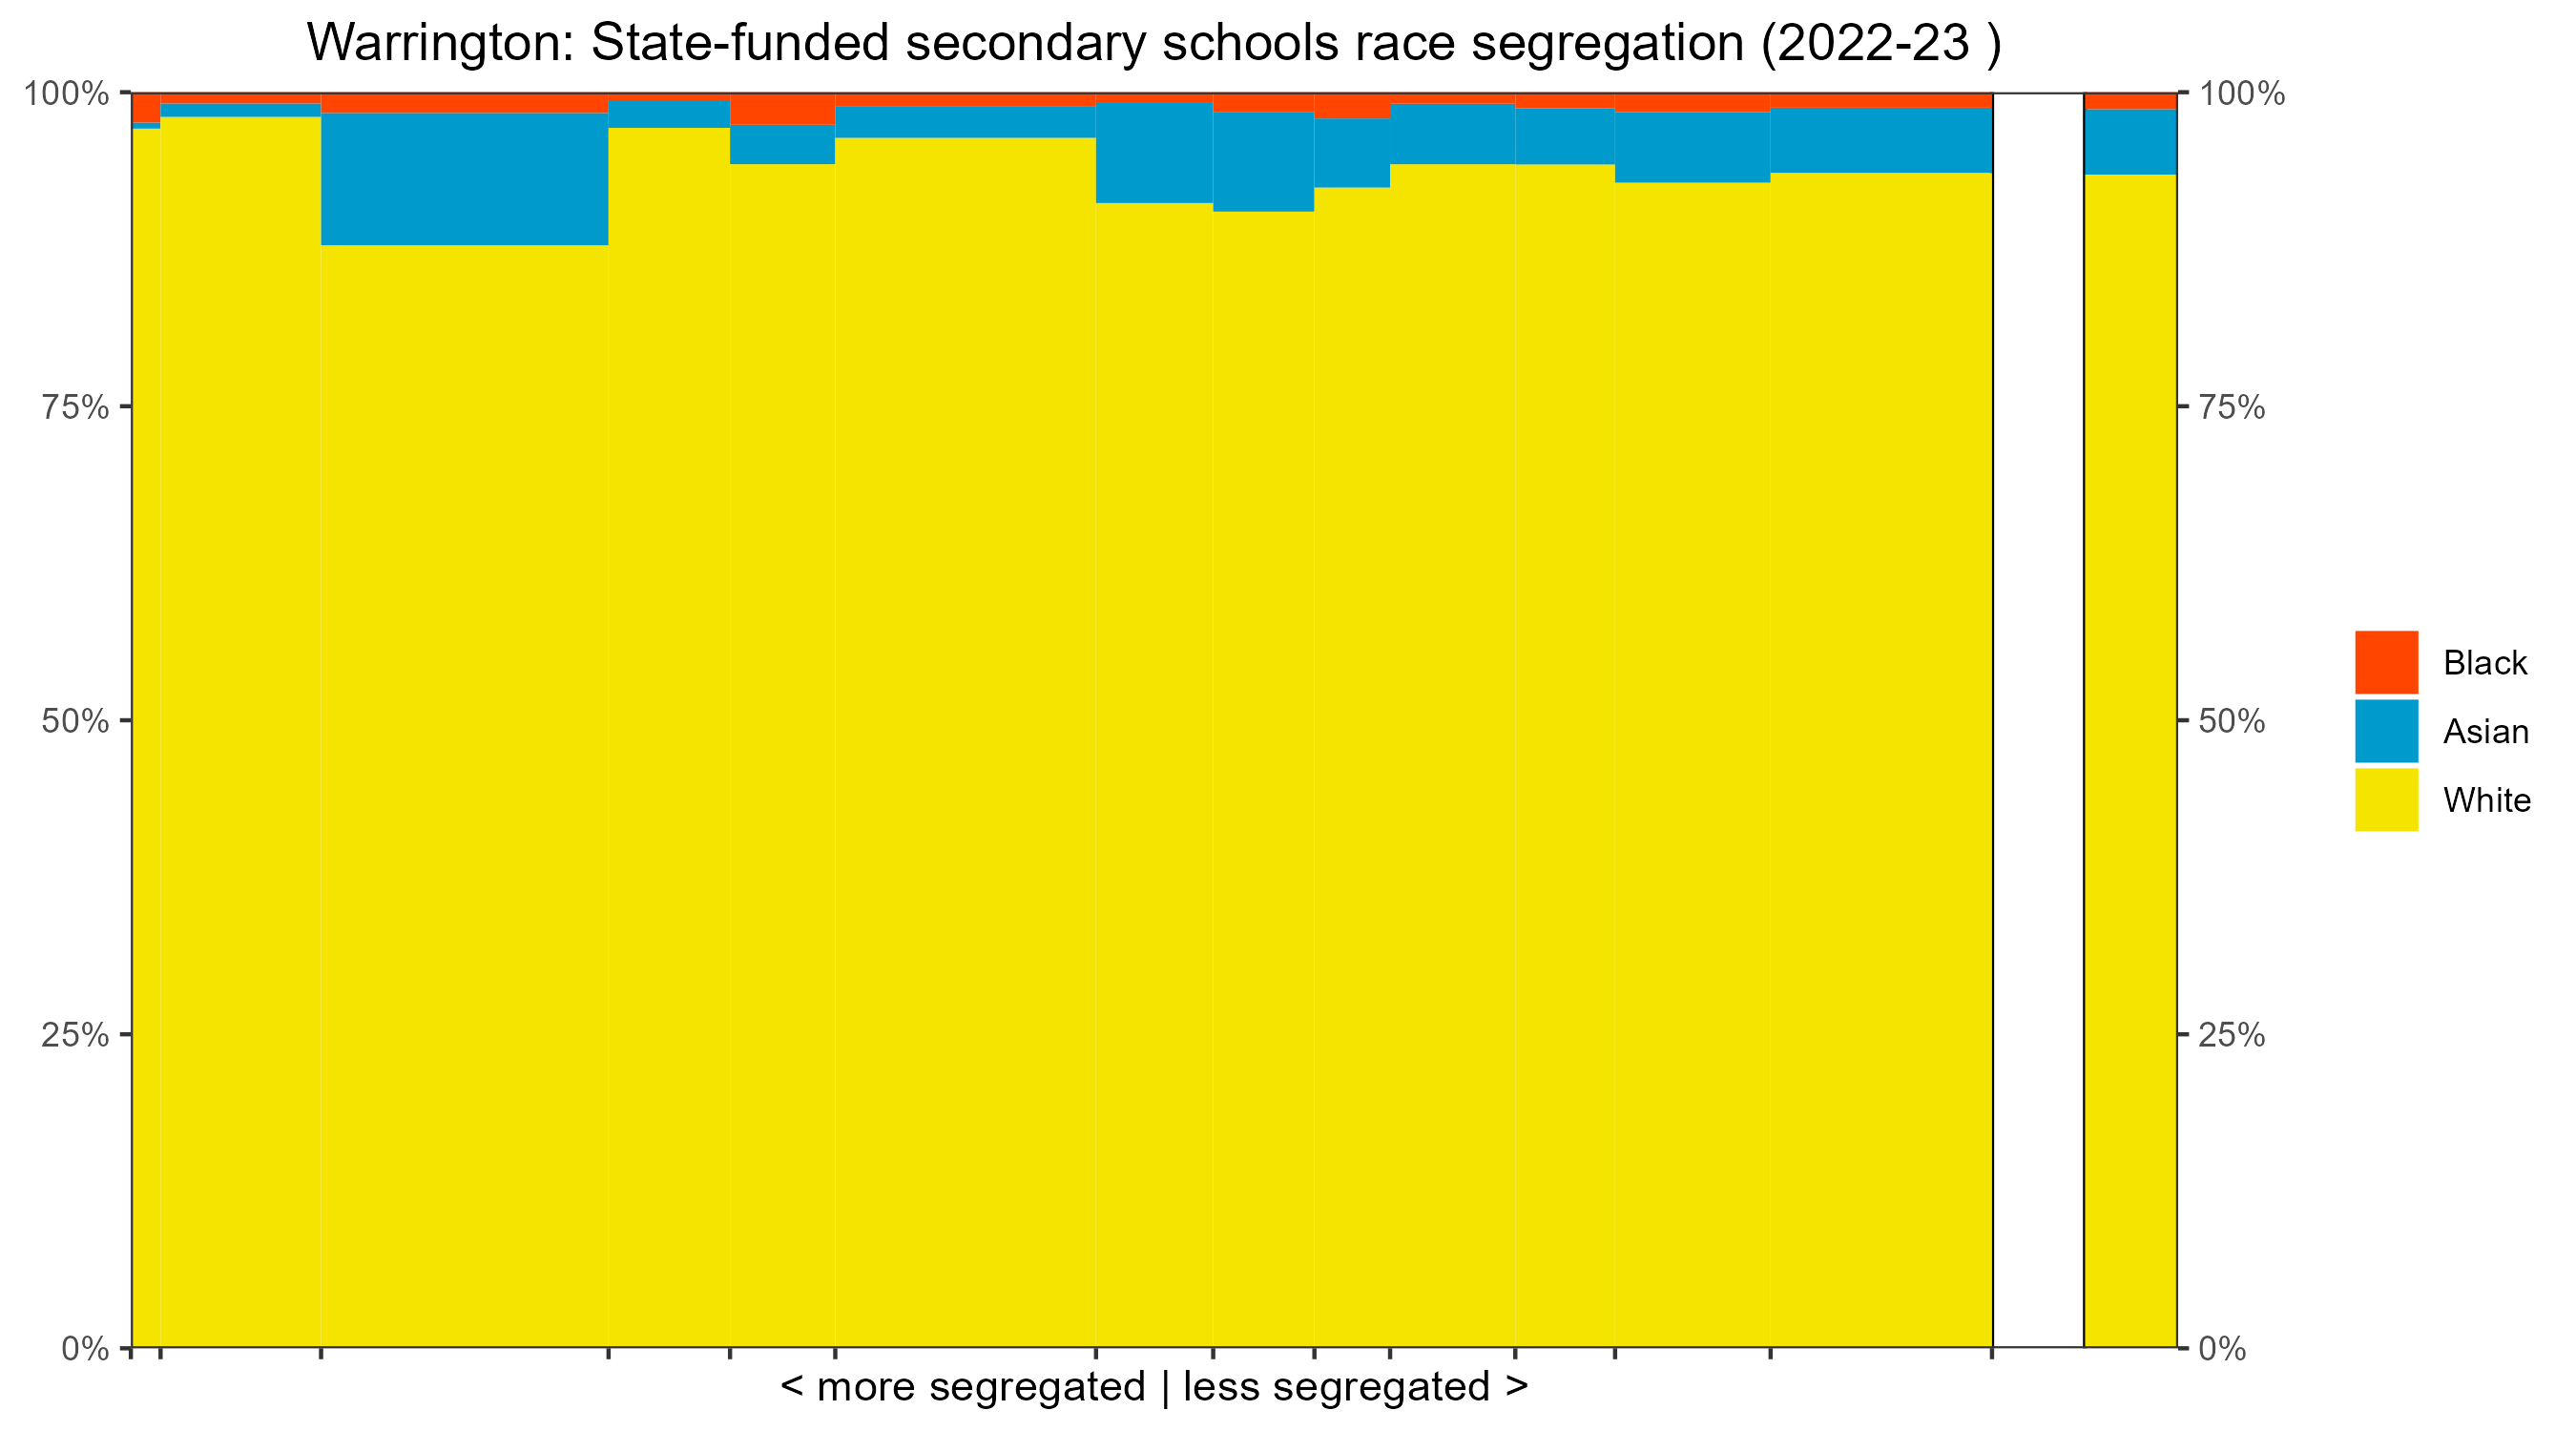 Warrington: State-funded secondary schools race segregation (2022-23 )
100%
75%
50%
25%
0%
100%
75%
50%
25%
0%
Black
Asian
White
< more segregated | less segregated >